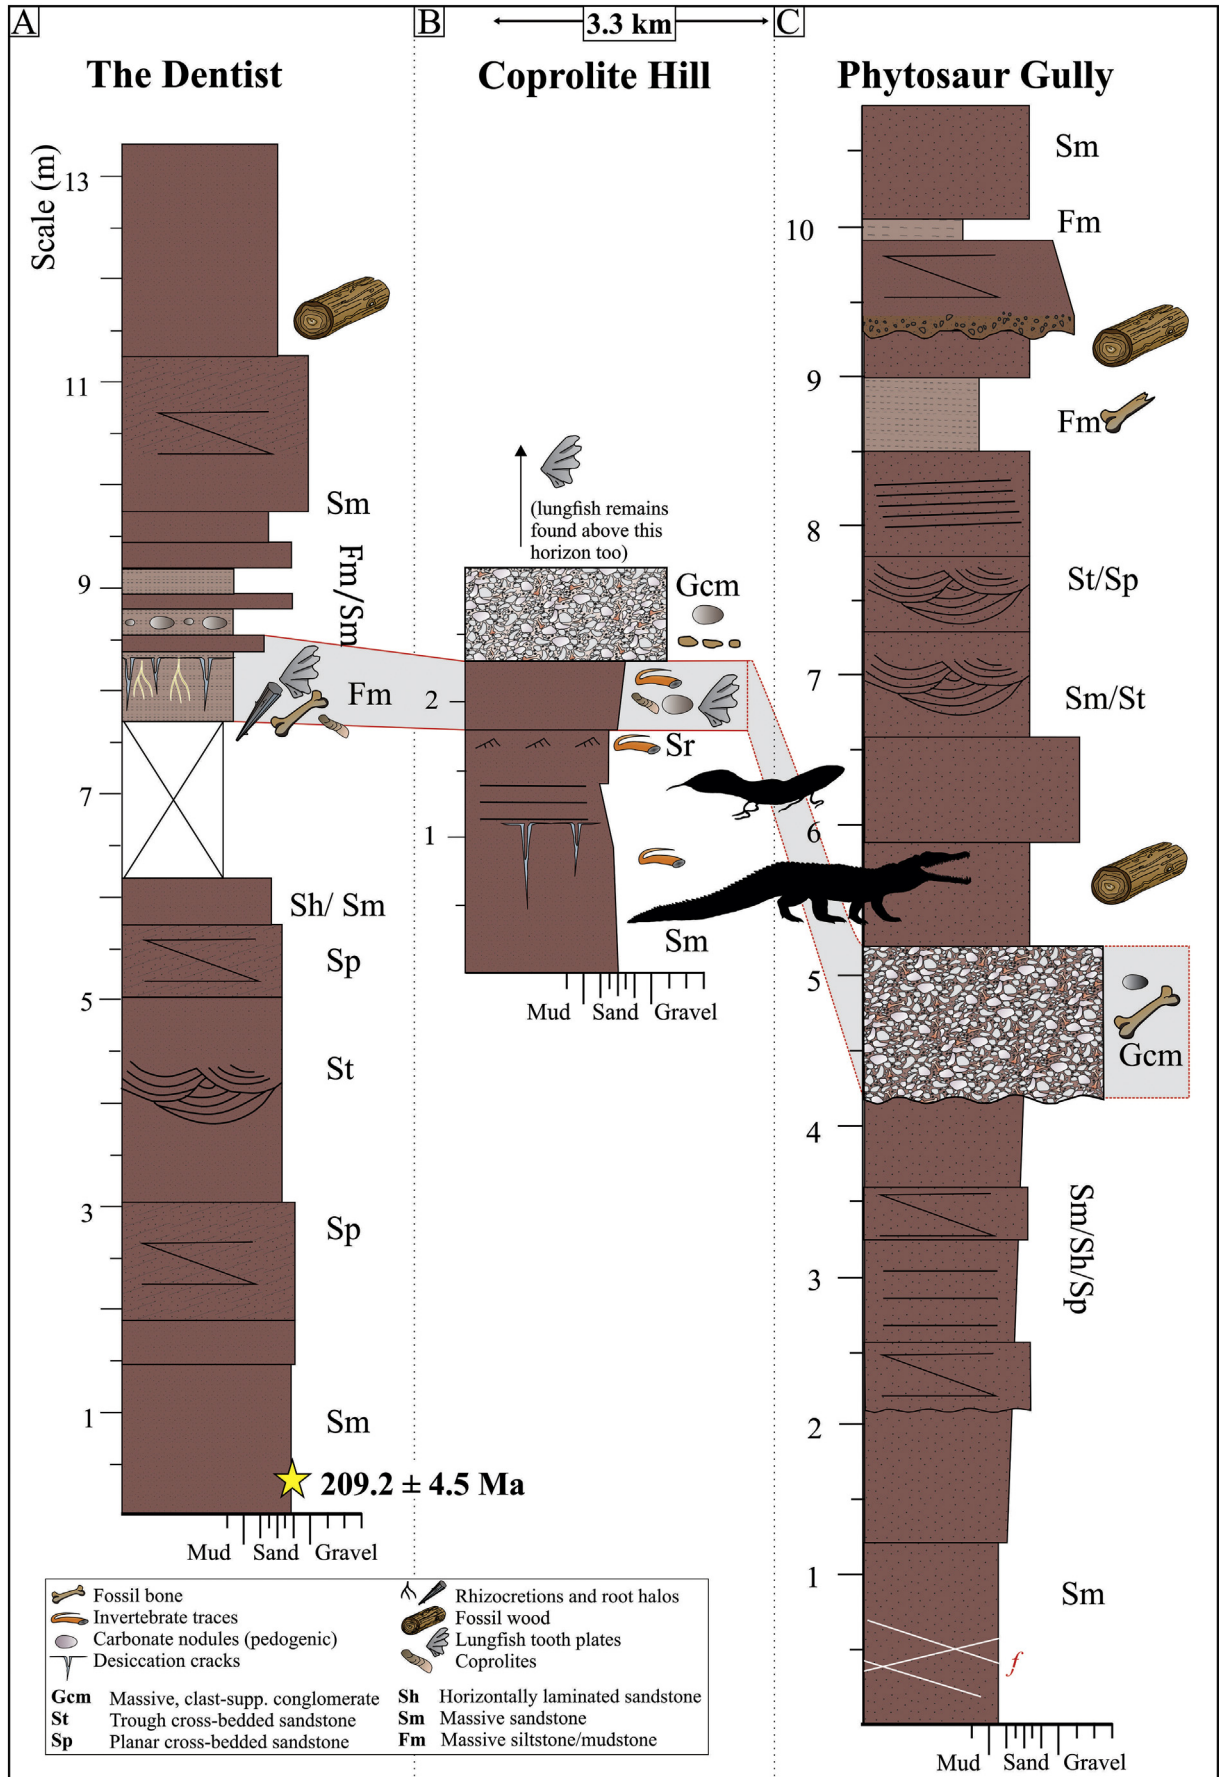 A
B
3.3 km
C
The Dentist
Coprolite Hill
Phytosaur Gully
Scale (m)
13
11
9
7
5
3
1
Sm
Fm/Sm
Fm
Sh/ Sm
Sp
St
Sp
Sm
209.2 ± 4.5 Ma
Mud Sand Gravel
(lungfish remains
found above this
horizon too)
Gcm
2
Sr
1
Sm
Mud Sand Gravel
Sm
Fm
10
9
Fm
8
St/Sp
7
Sm/St
6
5
Gcm
4
Sm/Sh/Sp
3
2
1
Sm
f
Mud Sand Gravel
Fossil bone
Invertebrate traces
Carbonate nodules (pedogenic)
Desiccation cracks
Rhizocretions and root halos
Fossil wood
Lungfish tooth plates
Coprolites
Gcm Massive, clast-supp. conglomerate
St Trough cross-bedded sandstone
Sp Planar cross-bedded sandstone
Sh Horizontally laminated sandstone
Sm Massive sandstone
Fm Massive siltstone/mudstone